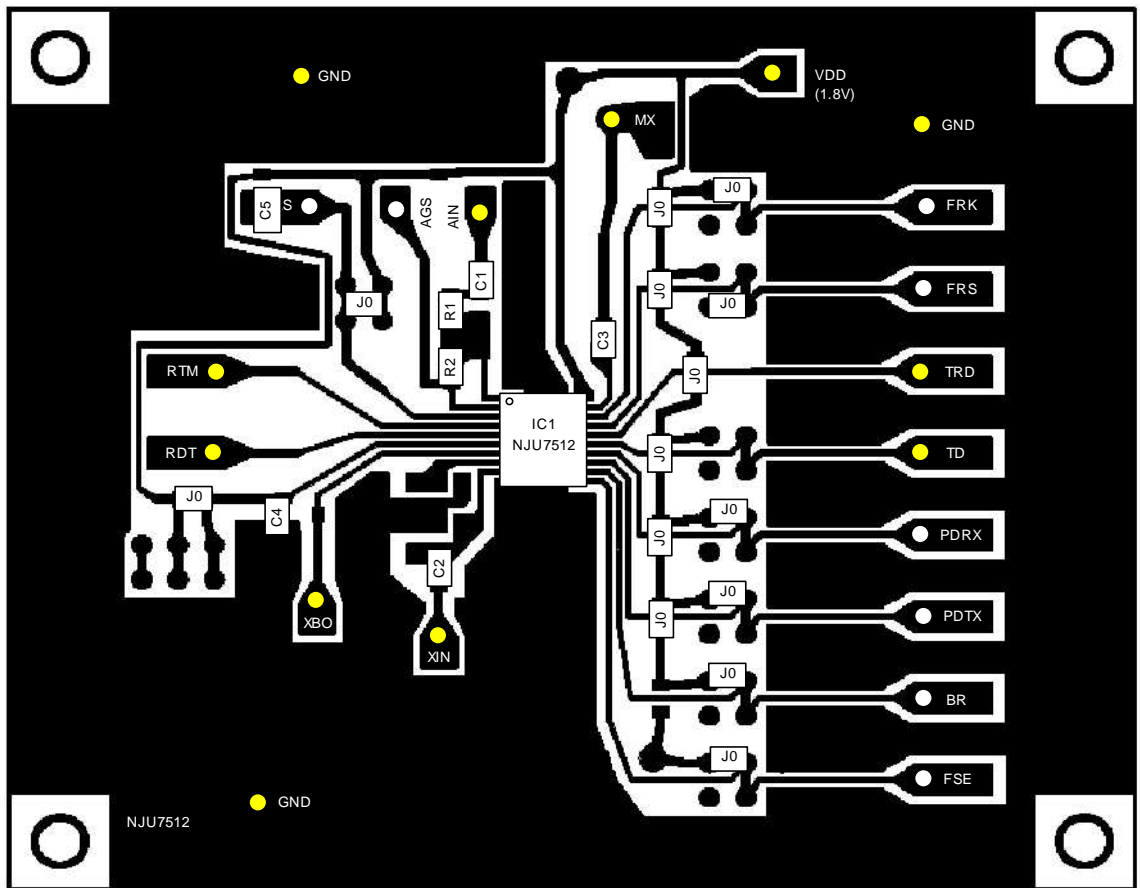 GND
VDD
(1.8V)
MX
GND
J0
J0
FRK
C5
S
AGS
AIN
C1
J0
J0
FRS
J0
R1
C3
R2
J0
TRD
RTM
IC1
NJU7512
J0
TD
RDT
J0
C4
J0
J0
PDRX
C2
J0
J0
PDTX
XBO
XIN
J0
BR
J0
FSE
GND
NJU7512